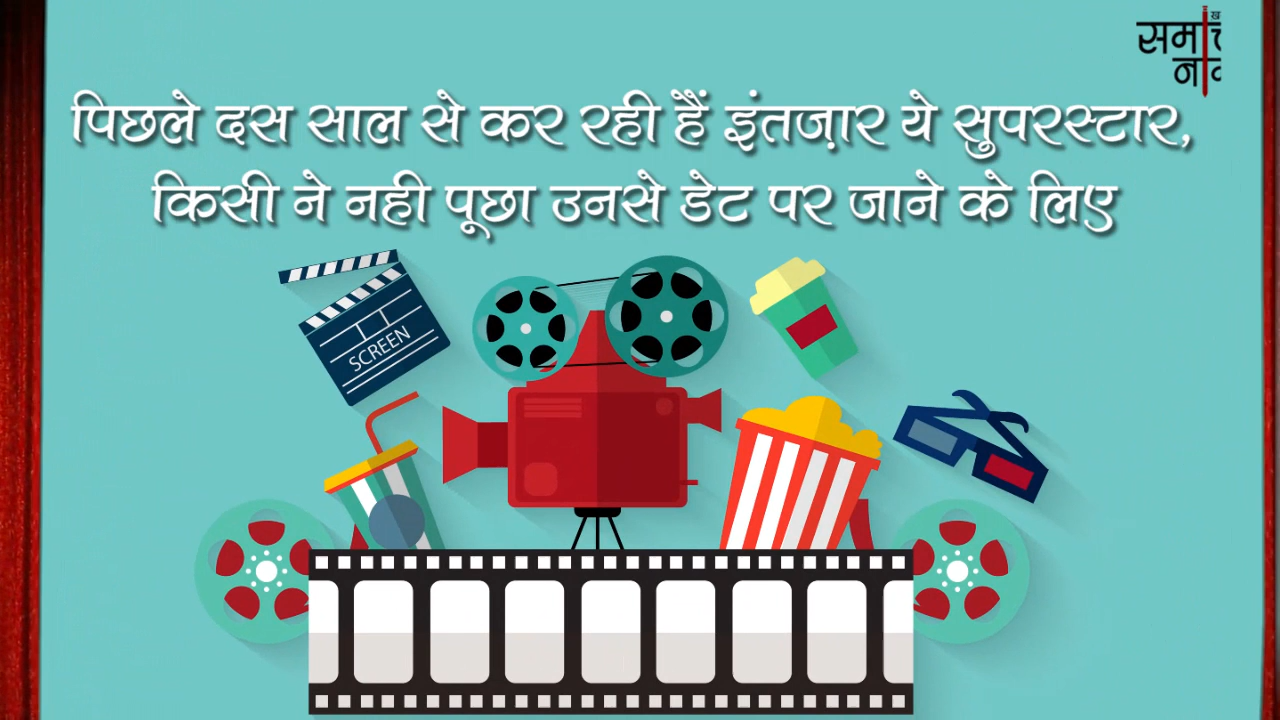 पिछले दस साल से कर रही हैं इंतज़ार ये सुपरस्टार,
किसी ने नही पूछा उनसे डेट पर जाने के लिए
SCREEN